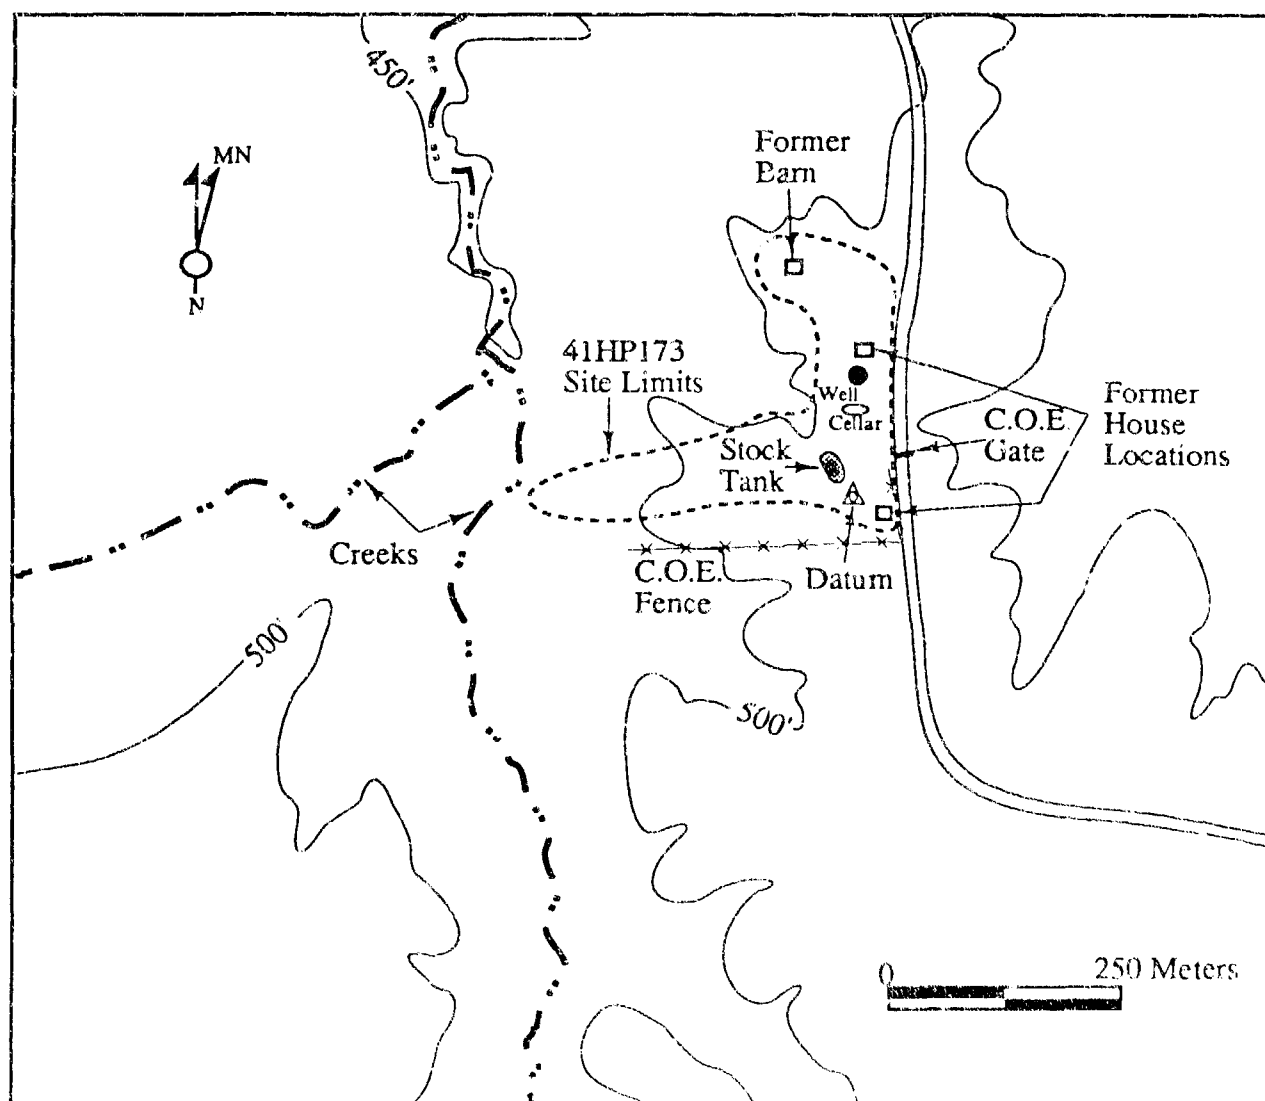 450'
MN
N
Former
Barn
41HP173
Site Limits
Well
Cellar
C.O.E.
Gate
Former
House
Locations
Stock
Tank
Creeks
C.O.E.
Fence
Datum
500'
500'
0
250 Meters